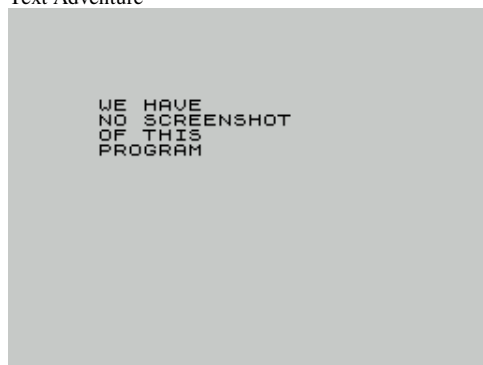 Text Adventure
WE HAVE
NO SCREENSHOT
OF THIS
PROGRAM